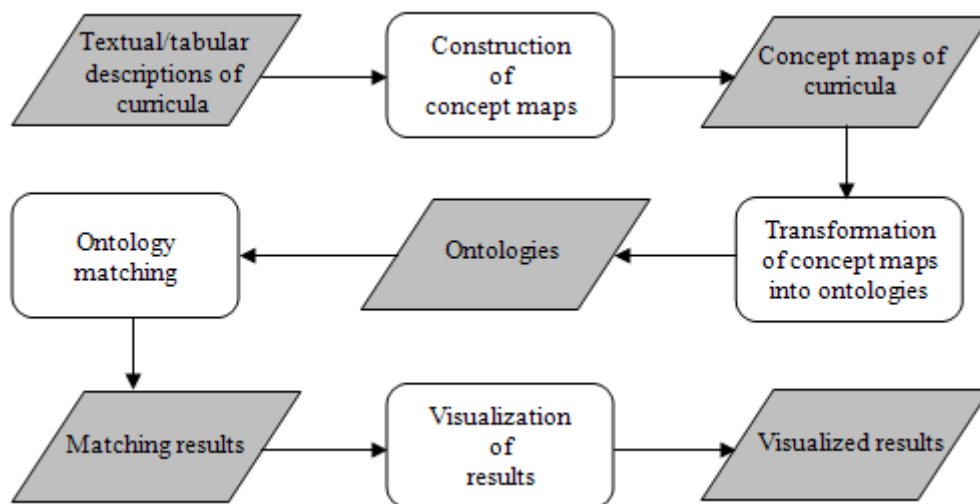 Textual/tabular
descriptions of
curricula
Construction
of
concept maps
Concept maps of
curricula
Transformation
of concept maps
into ontologies
Ontologies
Ontology
matching
Matching results
Visualization
of
results
Visualized results